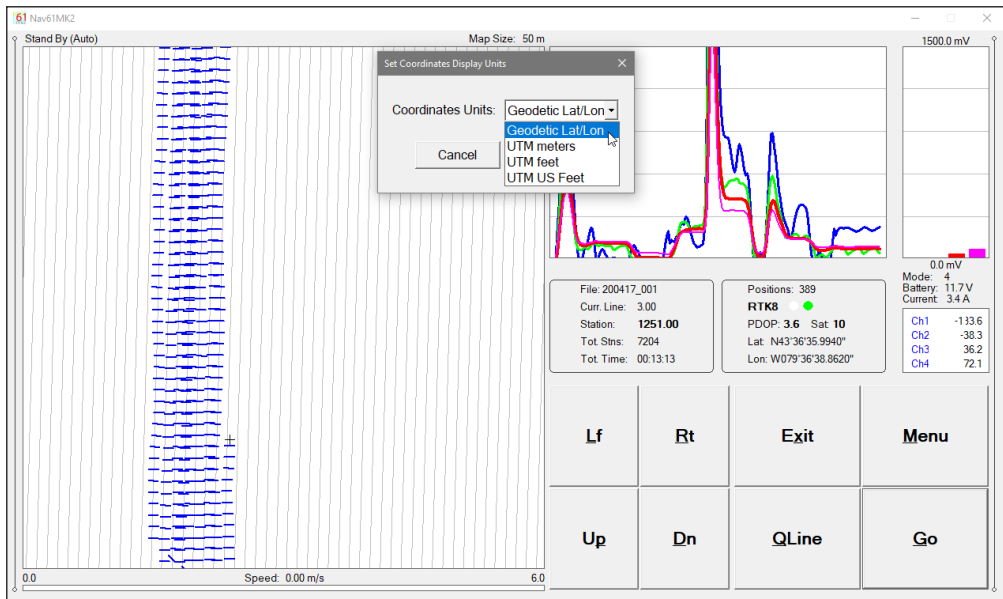 61 Nav61MK2
Stand By (Auto)
Map Size: 50 m
Set Coordinates Display Units
Coordinates Units: Geodetic Lat/Lon
Geodetic Lat/Lon
UTM meters
UTM feet
UTM US Feet
Cancel
1500.0 mV
0.0 mV
Mode: 4
Battery: 11.7 V
Current: 3.4 A
File: 200417_001
Curr. Line: 3.00
Station: 1251.00
Tot. Stns: 7204
Tot. Time: 00:13:13
Positions: 389
RTK8
PDOP: 3.6 Sat: 10
Lat: N43°36'35.9940"
Lon: W079°36'38.8620"
Ch1 -133.6
Ch2 -38.3
Ch3 36.2
Ch4 72.1
Lf
Rt
Exit
Menu
Up
Dn
QLine
Go
0.0
Speed: 0.00 m/s
6.0